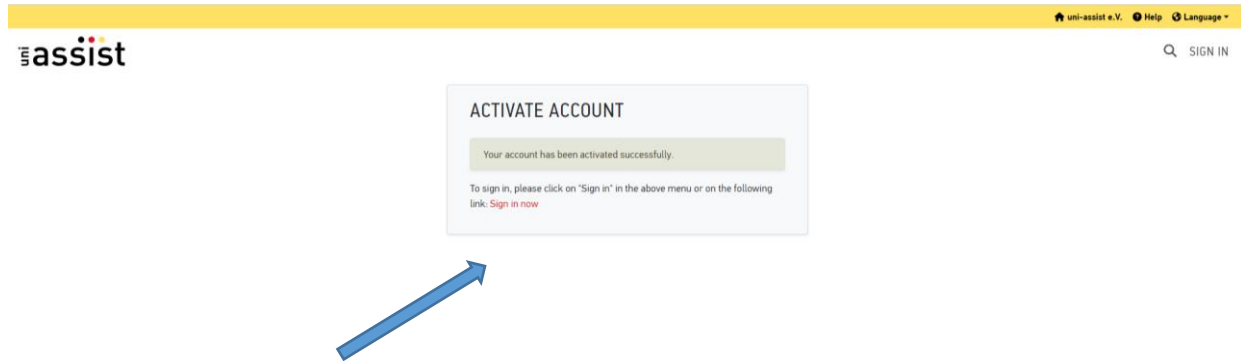 uni-assist e.V. Help Language
uni assist
SIGN IN
ACTIVATE ACCOUNT
Your account has been activated successfully.
To sign in, please click on "Sign in" in the above menu or on the following
link: Sign in now